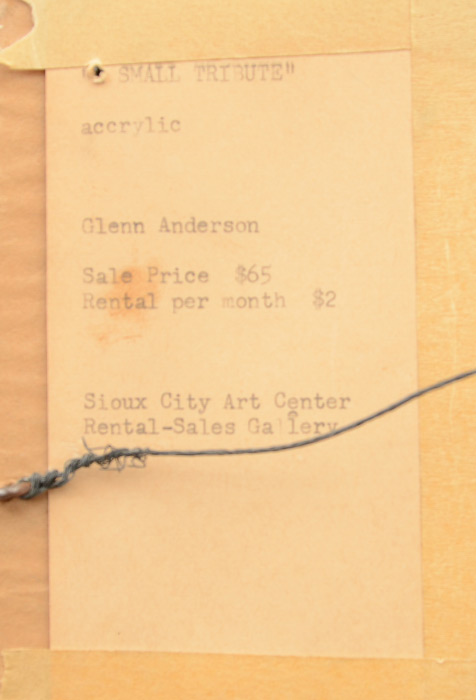 SMALL TRIBUTE"
accrylic
Glenn Anderson
Sale Price $65
Rental per month $2
Sioux City Art Center
Rental-Sales Gallery